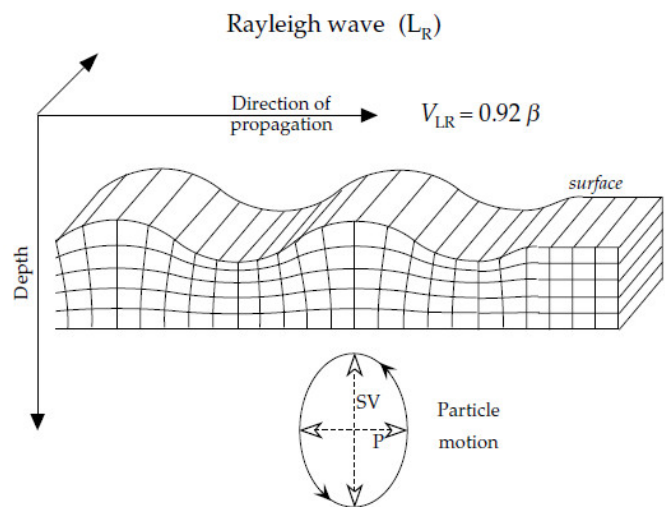 Rayleigh wave (L_R)
Direction of
propagation
V_LR = 0.92 β
surface
Depth
SV
P
Particle
motion